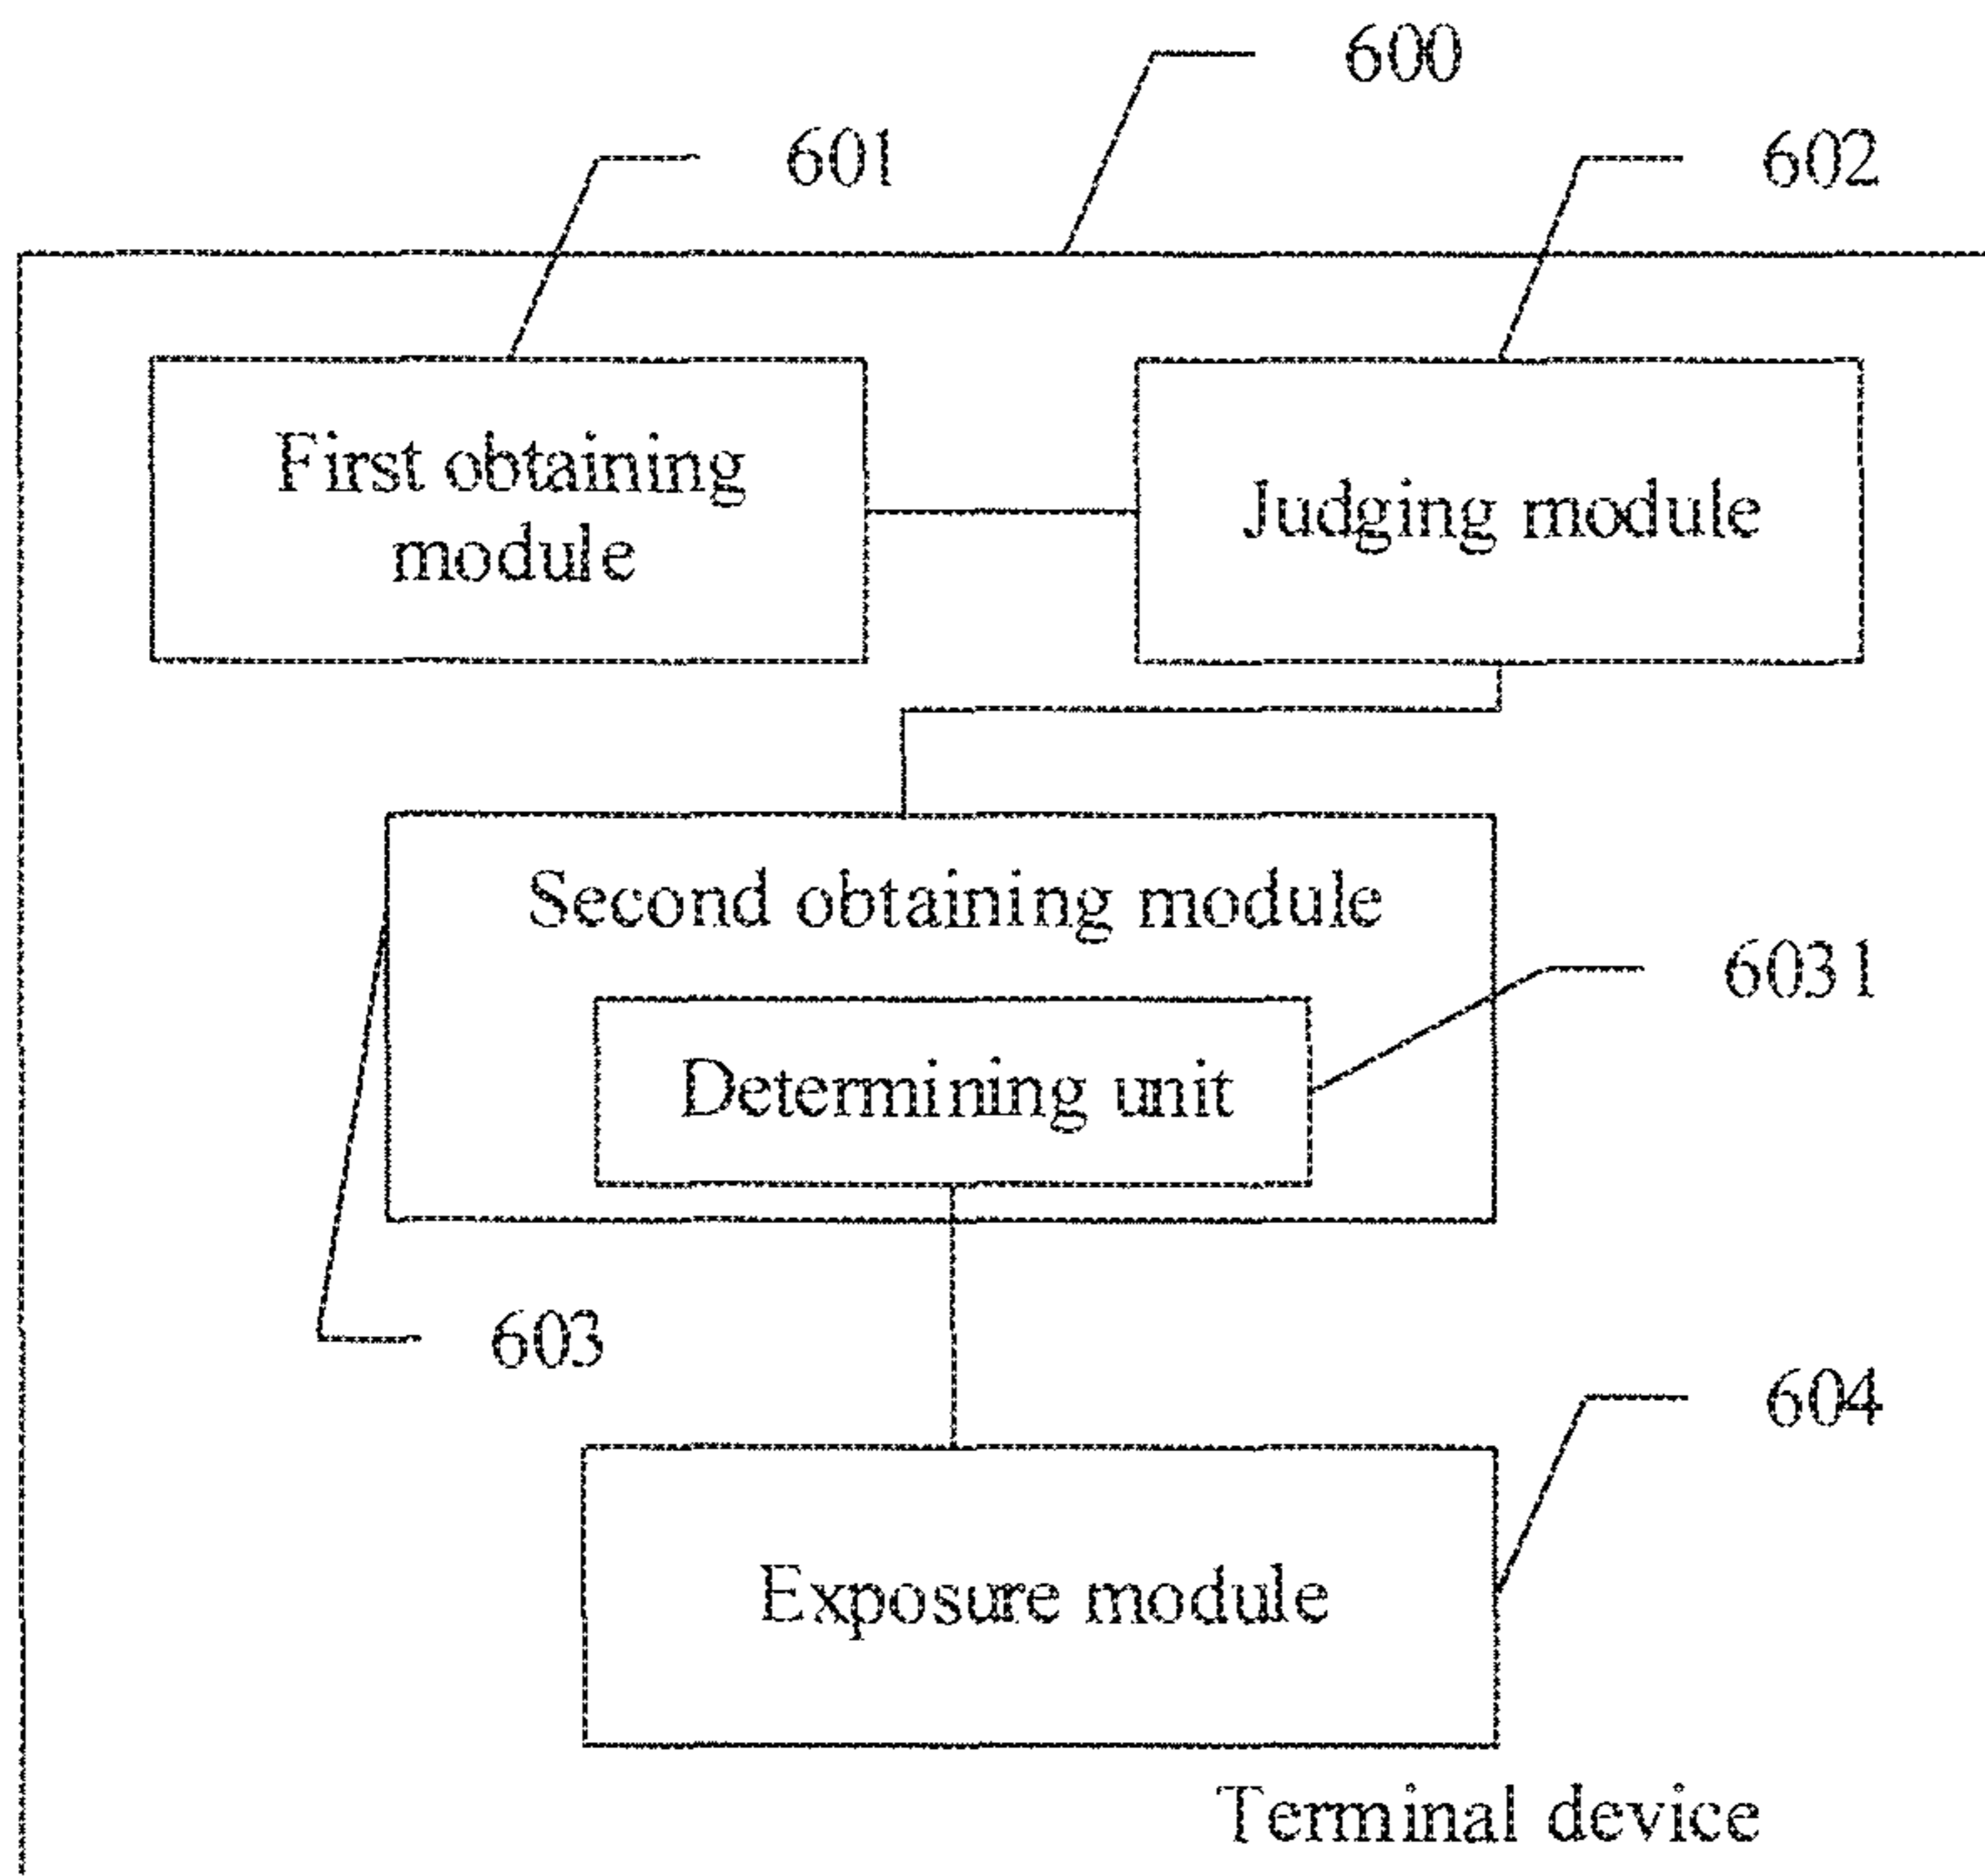 600
601
602
First obtaining
module
Judging module
Second obtaining module
6031
Determining unit
603
604
Exposure module
Terminal device